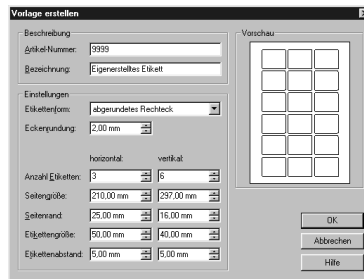 Vorlage erstellen
Beschreibung
Artikel-Nummer: 9999
Bezeichnung: Eigenerstelltes Etikett
Einstellungen
Etikettenform: abgerundetes Rechteck
Eckenrundung: 2,00 mm
horizontal: vertikal:
Anzahl Etiketten: 3 6
Seitengröße: 210,00 mm 297,00 mm
Seitenrand: 25,00 mm 16,00 mm
Etikettengröße: 50,00 mm 40,00 mm
Etikettenabstand: 5,00 mm 5,00 mm
Vorschau
OK
Abbrechen
Hilfe